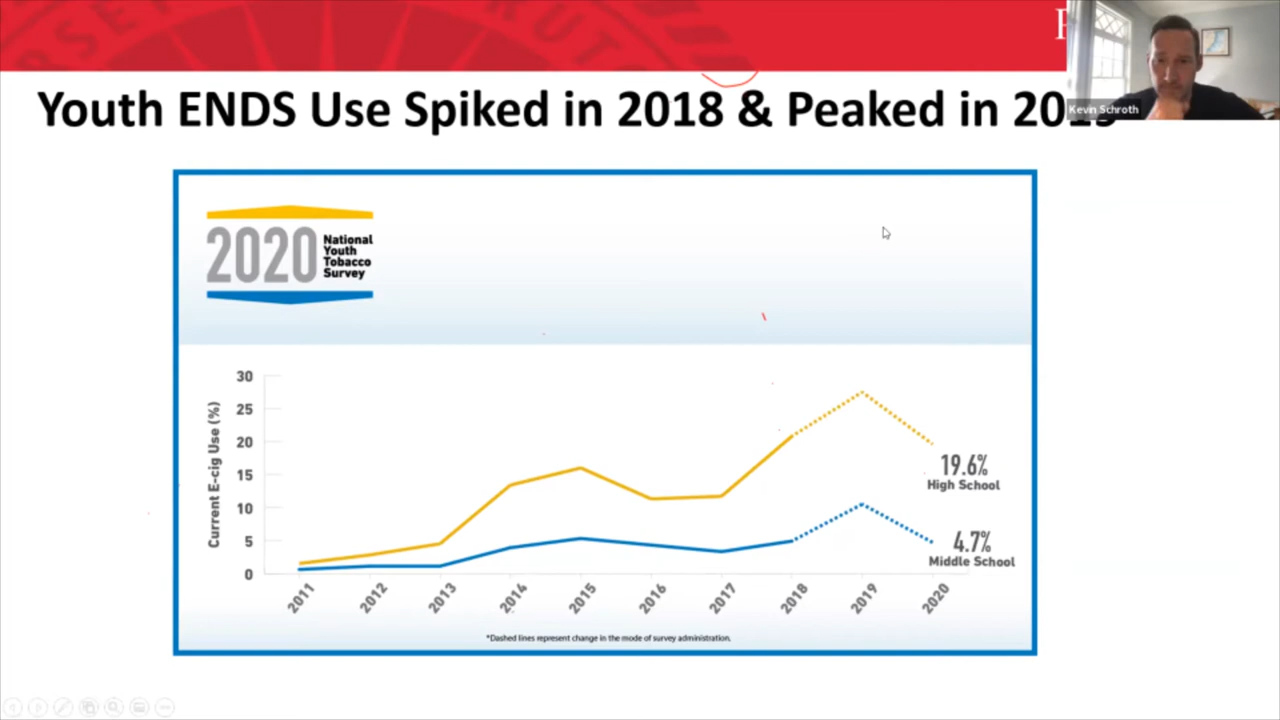 Youth ENDS Use Spiked in 2018 & Peaked in 2019
Kevin Schroth
2020
National
Youth
Tobacco
Survey
Current E-cig Use (%)
30
25
20
15
10
5
0
19.6%
High School
4.7%
Middle School
2011
2012
2013
2014
2015
2016
2017
2018
2019
2020
*Dashed lines represent change in the mode of survey administration.